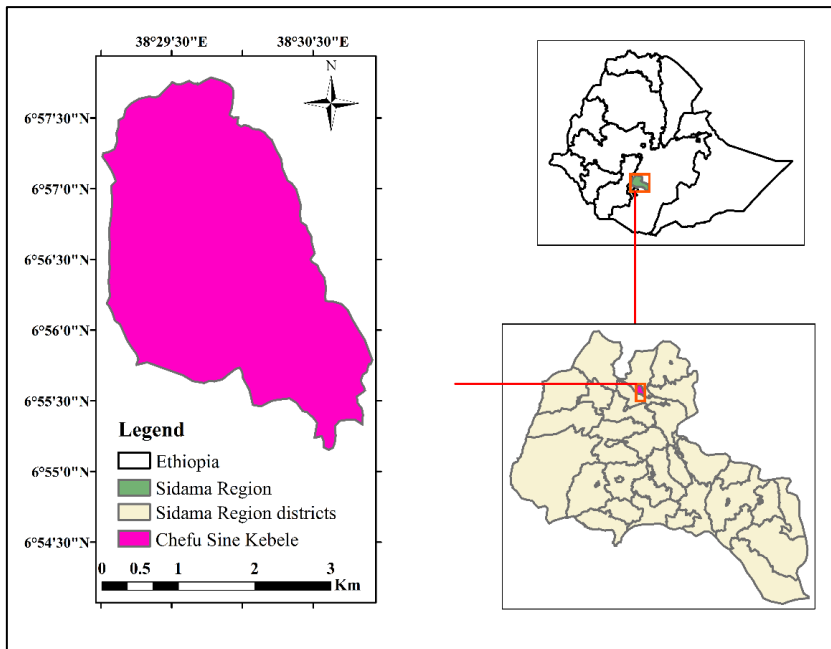 38°29'30"E 38°30'30"E
N
6°57'30"N
6°57'0"N
6°56'30"N
6°56'0"N
6°55'30"N
6°55'0"N
6°54'30"N
Legend
Ethiopia
Sidama Region
Sidama Region districts
Chefu Sine Kebele
0 0.5 1 2 3
Km